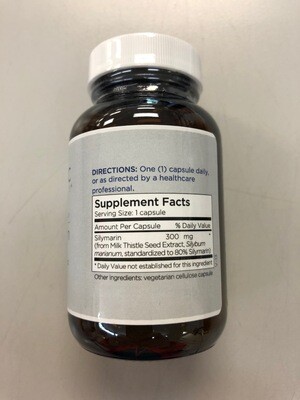 DIRECTIONS: One (1) capsule daily,
or as directed by a healthcare
professional.
Supplement Facts
Serving Size: 1 capsule
Amount Per Capsule % Daily Value
Silymarin 300 mg
(from Milk Thistle Seed Extract, Silybum
marianum, standardized to 80% Silymarin)
* Daily Value not established for this ingredient
Other ingredients: vegetarian cellulose capsule